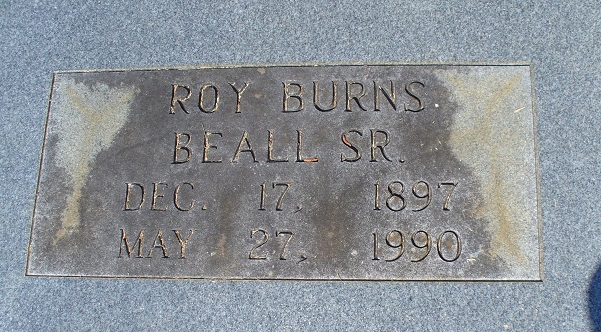 ROY BURNS
BEALL SR.
DEC. 17, 1897
MAY 27, 1990